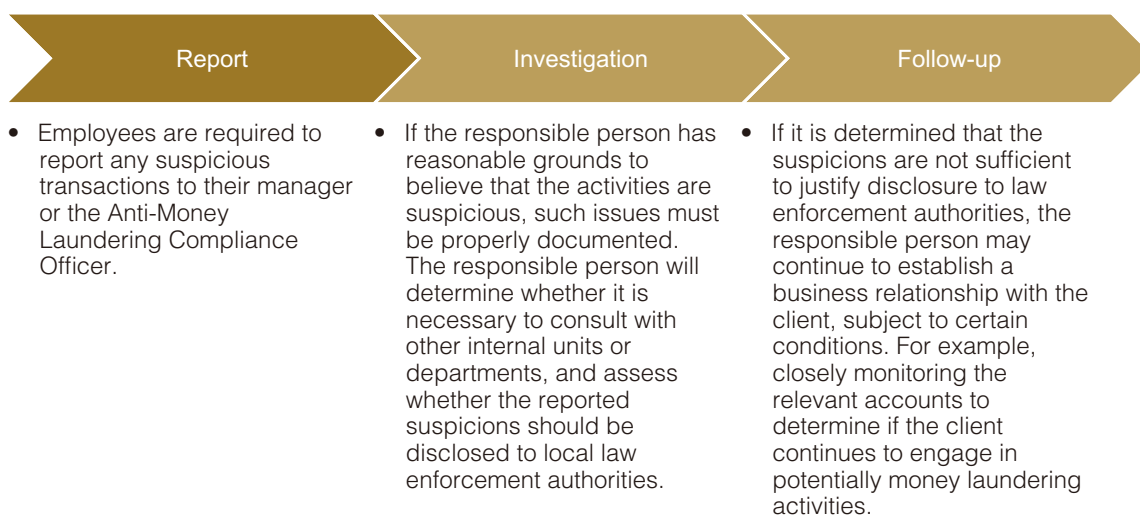 Report
Investigation
Follow-up
• Employees are required to
report any suspicious
transactions to their manager
or the Anti-Money
Laundering Compliance
Officer.
• If the responsible person has
reasonable grounds to
believe that the activities are
suspicious, such issues must
be properly documented.
The responsible person will
determine whether it is
necessary to consult with
other internal units or
departments, and assess
whether the reported
suspicions should be
disclosed to local law
enforcement authorities.
• If it is determined that the
suspicions are not sufficient
to justify disclosure to law
enforcement authorities, the
responsible person may
continue to establish a
business relationship with the
client, subject to certain
conditions. For example,
closely monitoring the
relevant accounts to
determine if the client
continues to engage in
potentially money laundering
activities.